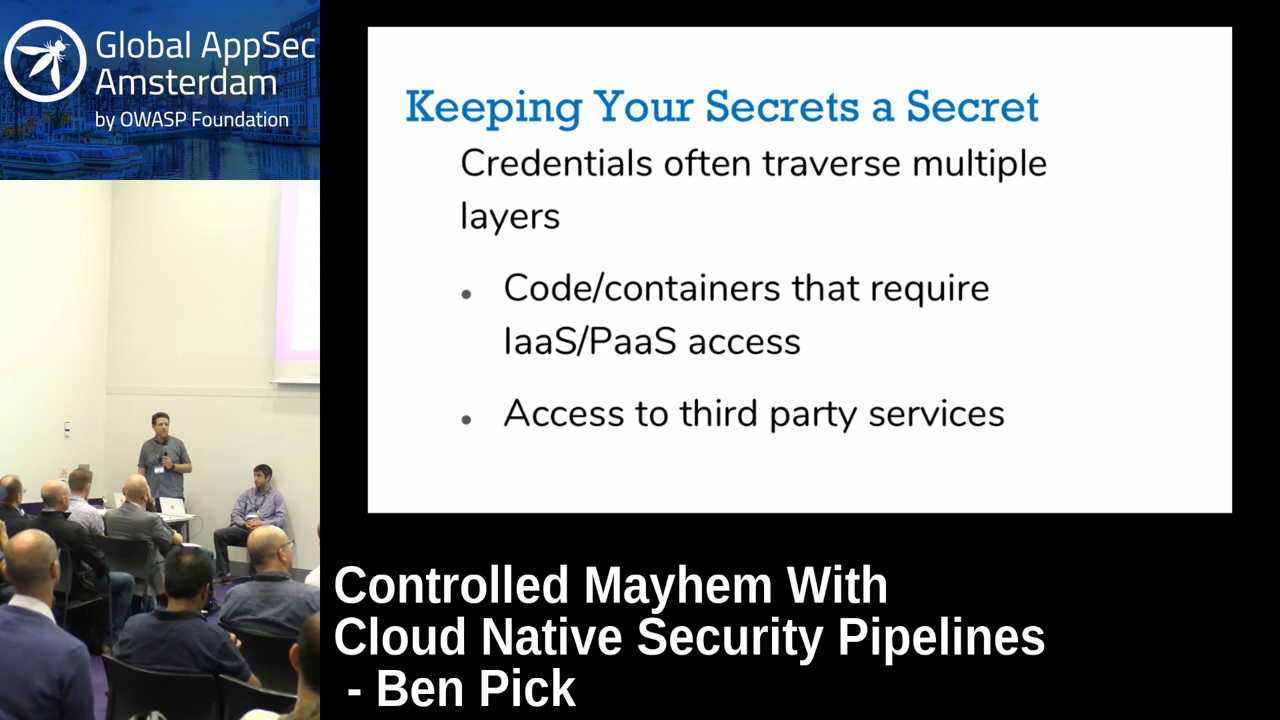 Global AppSec
Amsterdam
by OWASP Foundation
Keeping Your Secrets a Secret
Credentials often traverse multiple
layers
• Code/containers that require
IaaS/PaaS access
• Access to third party services
Controlled Mayhem With
Cloud Native Security Pipelines
- Ben Pick